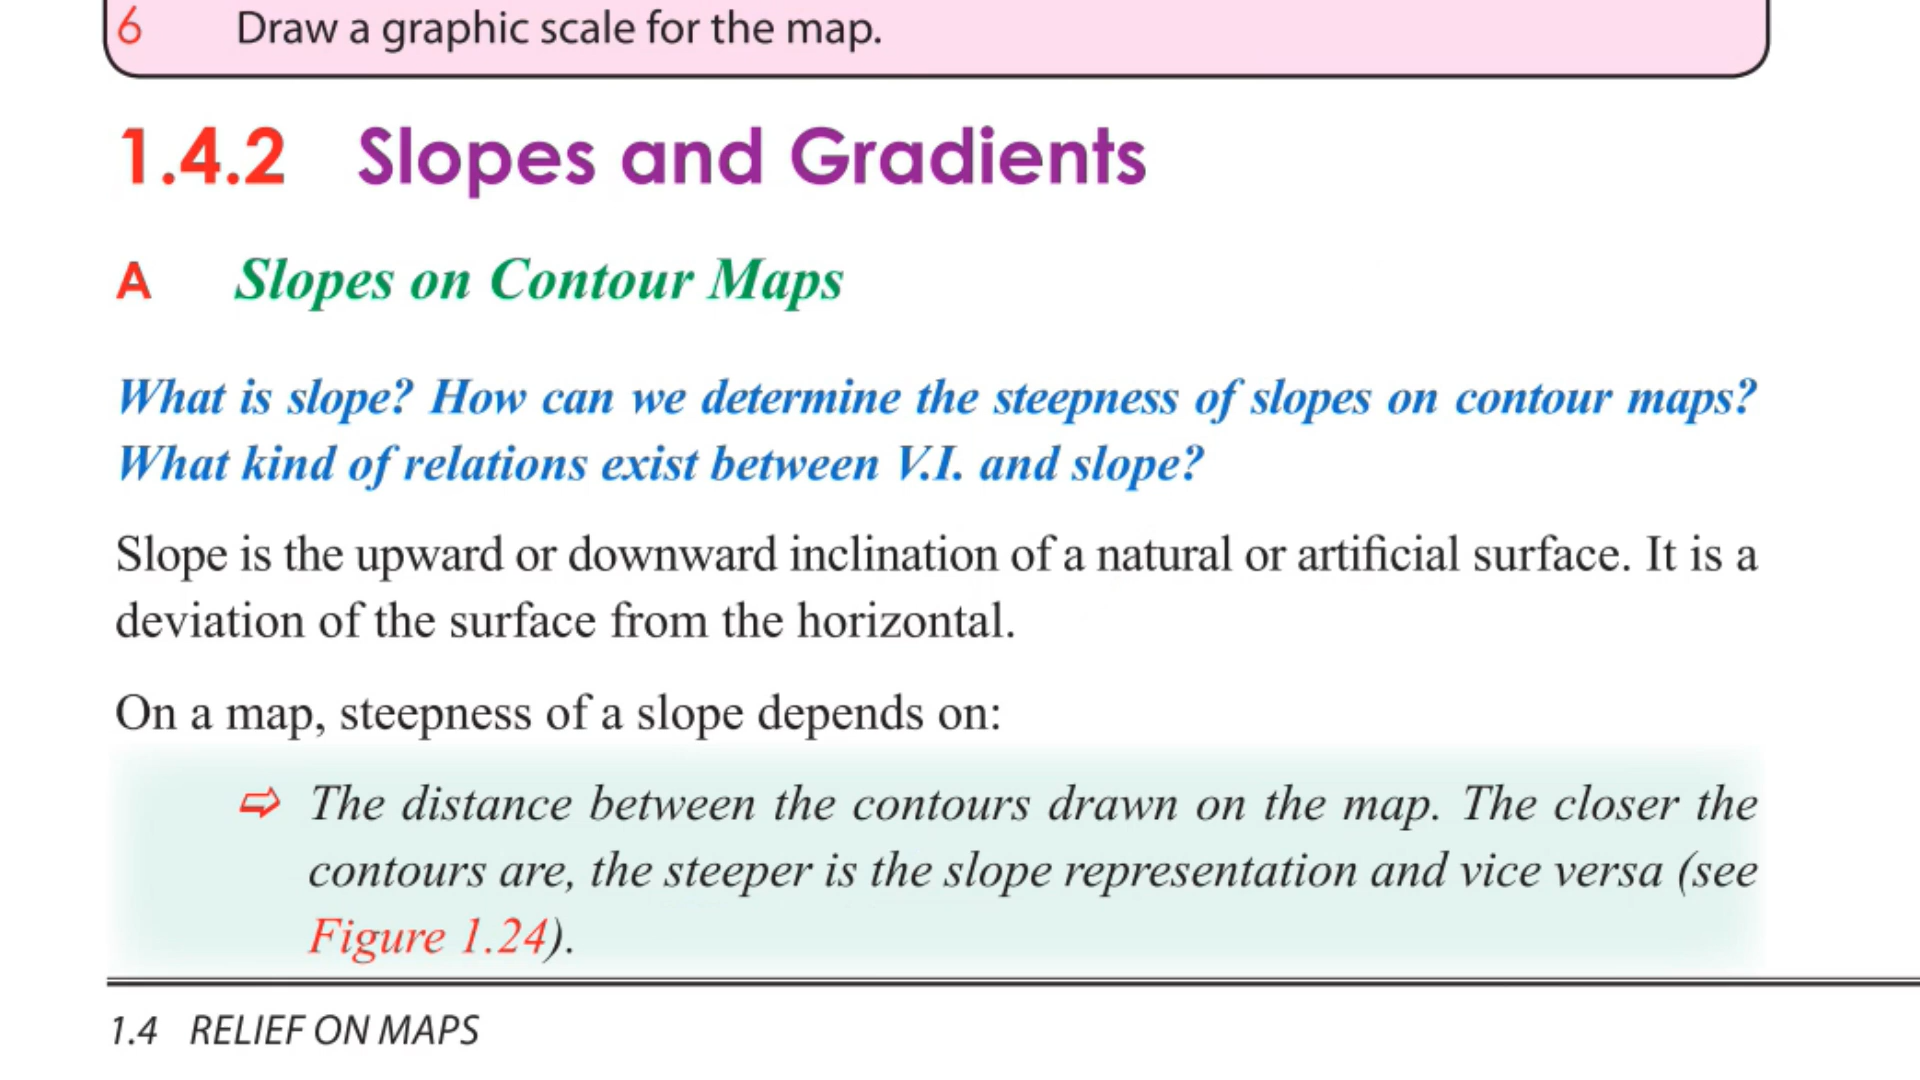 6 Draw a graphic scale for the map.
1.4.2 Slopes and Gradients
A Slopes on Contour Maps
What is slope? How can we determine the steepness of slopes on contour maps?
What kind of relations exist between V.I. and slope?
Slope is the upward or downward inclination of a natural or artificial surface. It is a
deviation of the surface from the horizontal.
On a map, steepness of a slope depends on:
⇨ The distance between the contours drawn on the map. The closer the
contours are, the steeper is the slope representation and vice versa (see
Figure 1.24).
1.4 RELIEF ON MAPS